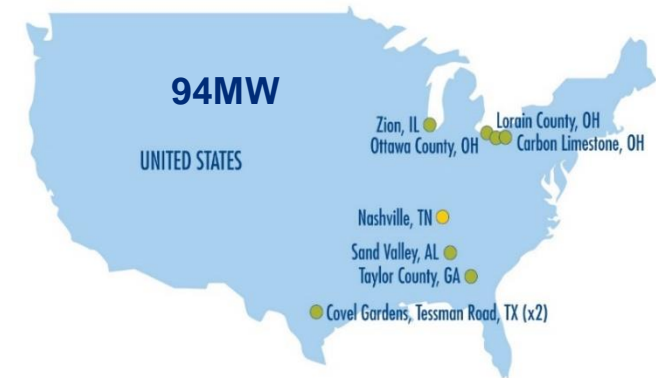 94MW
Zion, IL
Lorain County, OH
Ottawa County, OH
Carbon Limestone, OH
UNITED STATES
Nashville, TN
Sand Valley, AL
Taylor County, GA
Covel Gardens, Tessman Road, TX (x2)